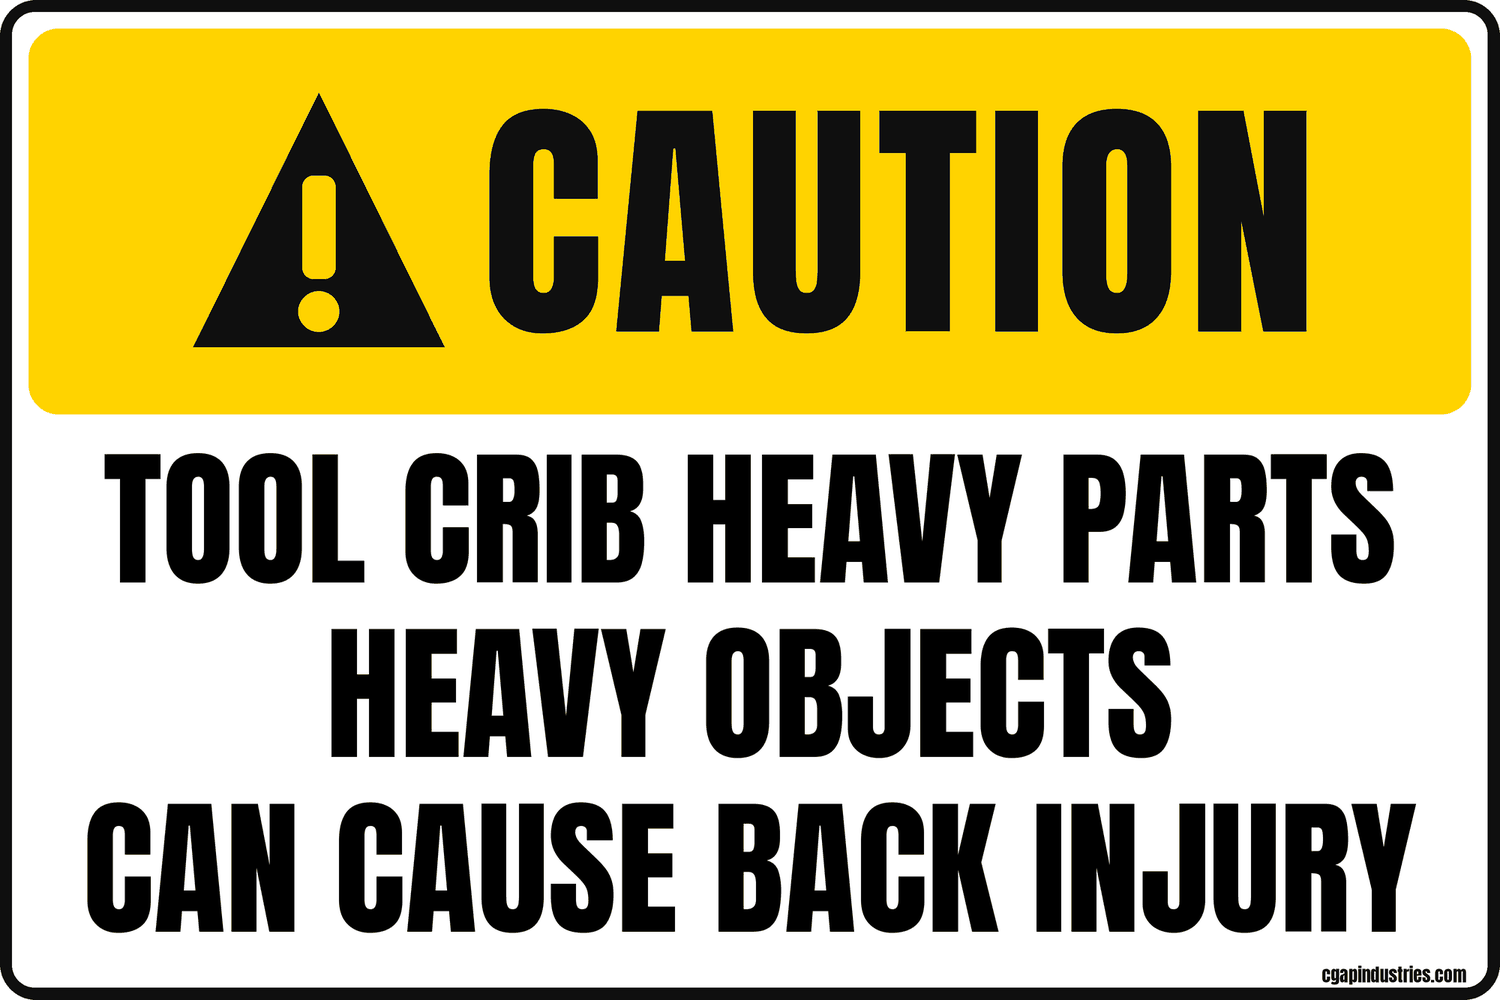 CAUTION
TOOL CRIB HEAVY PARTS
HEAVY OBJECTS
CAN CAUSE BACK INJURY
cgapindustries.com